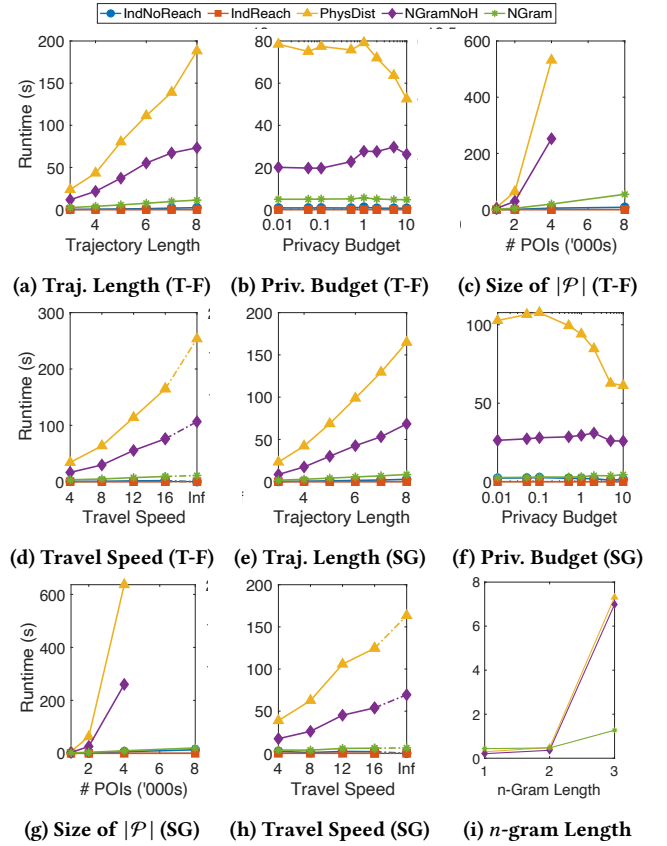 IndNoReach IndReach PhysDist NGramNoH NGram
200
150
100
50
0
Runtime (s)
4 6 8
Trajectory Length
80
60
40
20
0
0.01 0.1 1 10
Privacy Budget
600
400
200
0
2 4 8
# POIs ('000s)
(a) Traj. Length (T-F) (b) Priv. Budget (T-F) (c) Size of |𝒫| (T-F)
300
200
100
0
Runtime (s)
4 8 12 16 Inf
Travel Speed
200
150
100
50
0
4 6 8
Trajectory Length
100
50
0
0.01 0.1 1 10
Privacy Budget
(d) Travel Speed (T-F) (e) Traj. Length (SG) (f) Priv. Budget (SG)
600
400
200
0
Runtime (s)
2 4 8
# POIs ('000s)
200
150
100
50
0
4 8 12 16 Inf
Travel Speed
8
6
4
2
0
1 2 3
n-Gram Length
(g) Size of |𝒫| (SG) (h) Travel Speed (SG) (i) n-gram Length